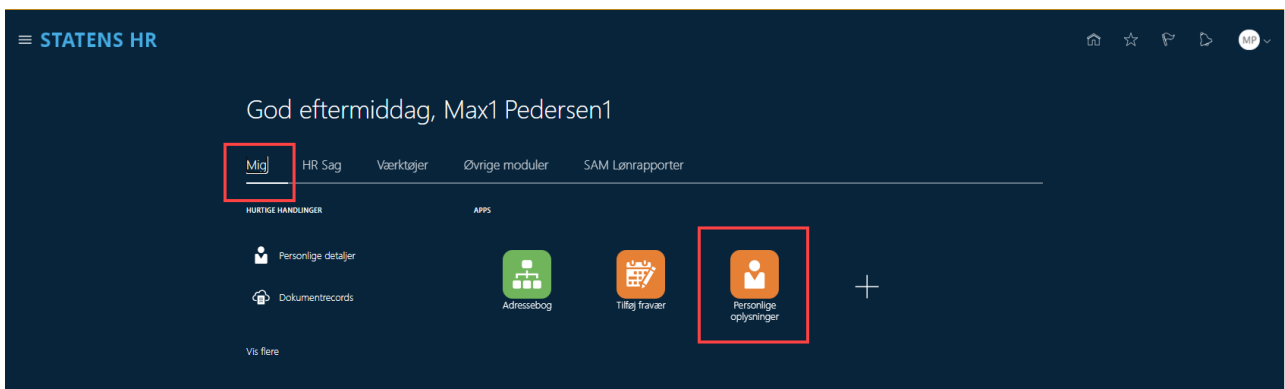 STATENS HR
MP
God eftermiddag, Max1 Pedersen1
Mig HR Sag Værktøjer Øvrige moduler SAM Lønrapporter
HURTIGE HANDLINGER
APPS
Personlige detaljer
Dokumentrecords
Vis flere
Adressebog
Tilføj fravær
Personlige
oplysninger